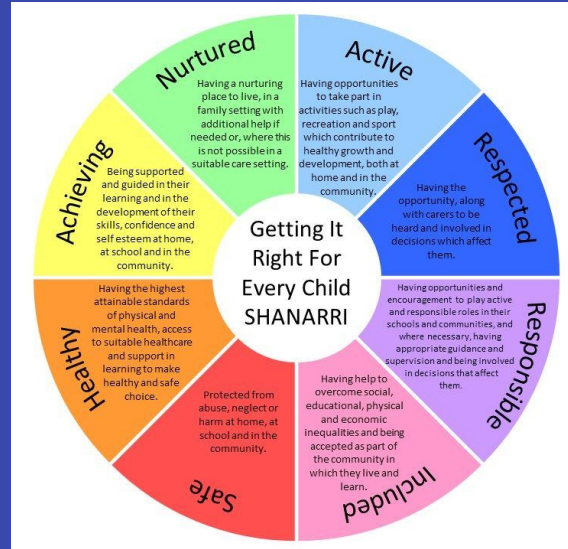 Nurtured
Having a nurturing
place to live, in a
family setting with
additional help if
needed or, where this
is not possible in a
suitable care setting.
Active
Having opportunities
to take part in
activities such as play,
recreation and sport
which contribute to
healthy growth and
development, both at
home and in the
community.
Respected
Having the
opportunity, along
with carers to be
heard and involved in
decisions which affect
them.
Responsible
Having opportunities and
encouragement to play active
and responsible roles in their
schools and communities, and
where necessary, having
appropriate guidance and
supervision and being involved
in decisions that affect
them.
Included
Having help to
overcome social,
educational, physical
and economic
inequalities and being
accepted as part of
the community in
which they live and
learn.
Safe
Protected from
abuse, neglect or
harm at home, at
school and in the
community.
Healthy
Having the highest
attainable standards
of physical and
mental health, access
to suitable healthcare
and support in
learning to make
healthy and safe
choice.
Achieving
Being supported
and guided in their
learning and in the
development of their
skills, confidence and
self esteem at home,
at school and in the
community.
Getting It
Right For
Every Child
SHANARRI